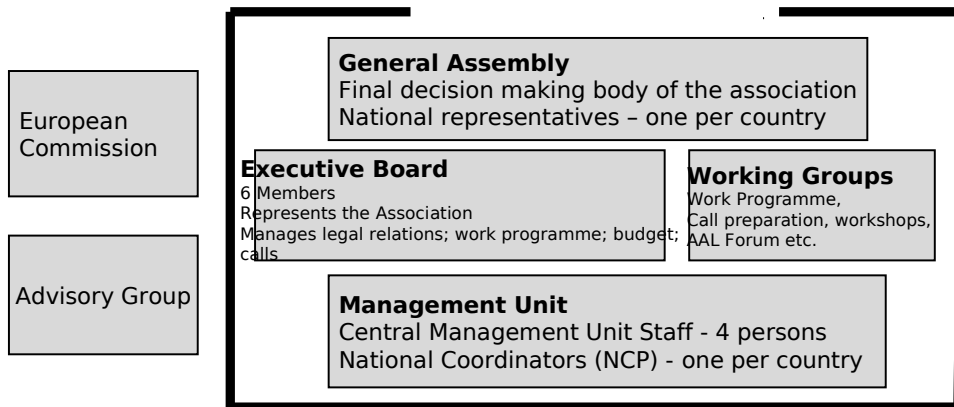 European
Commission
Advisory Group
General Assembly
Final decision making body of the association
National representatives – one per country
Executive Board
6 Members
Represents the Association
Manages legal relations; work programme; budget;
calls
Working Groups
Work Programme,
Call preparation, workshops,
AAL Forum etc.
Management Unit
Central Management Unit Staff - 4 persons
National Coordinators (NCP) - one per country